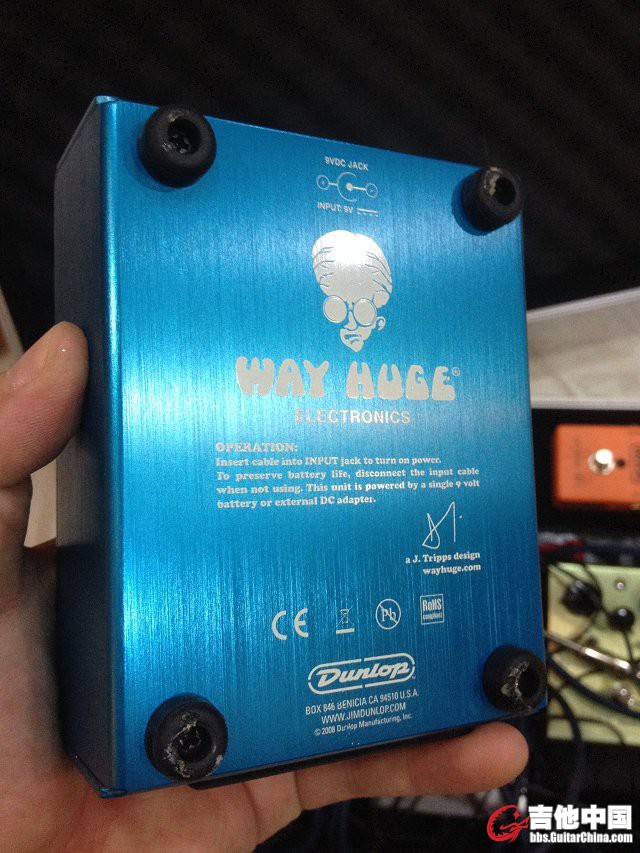 9VDC JACK
INPUT: 9V
WAY HUGE®
ELECTRONICS
OPERATION:
Insert cable into INPUT jack to turn on power.
To preserve battery life, disconnect the input cable
when not using. This unit is powered by a single 9 volt
battery or external DC adapter.
a J. Tripps design
wayhuge.com
CE
Pb
RoHS
compliant
Dunlop
BOX 846 BENICIA CA 94510 U.S.A.
WWW.JIMDUNLOP.COM
© 2008 Dunlop Manufacturing, Inc.
吉他中国
bbs.GuitarChina.com